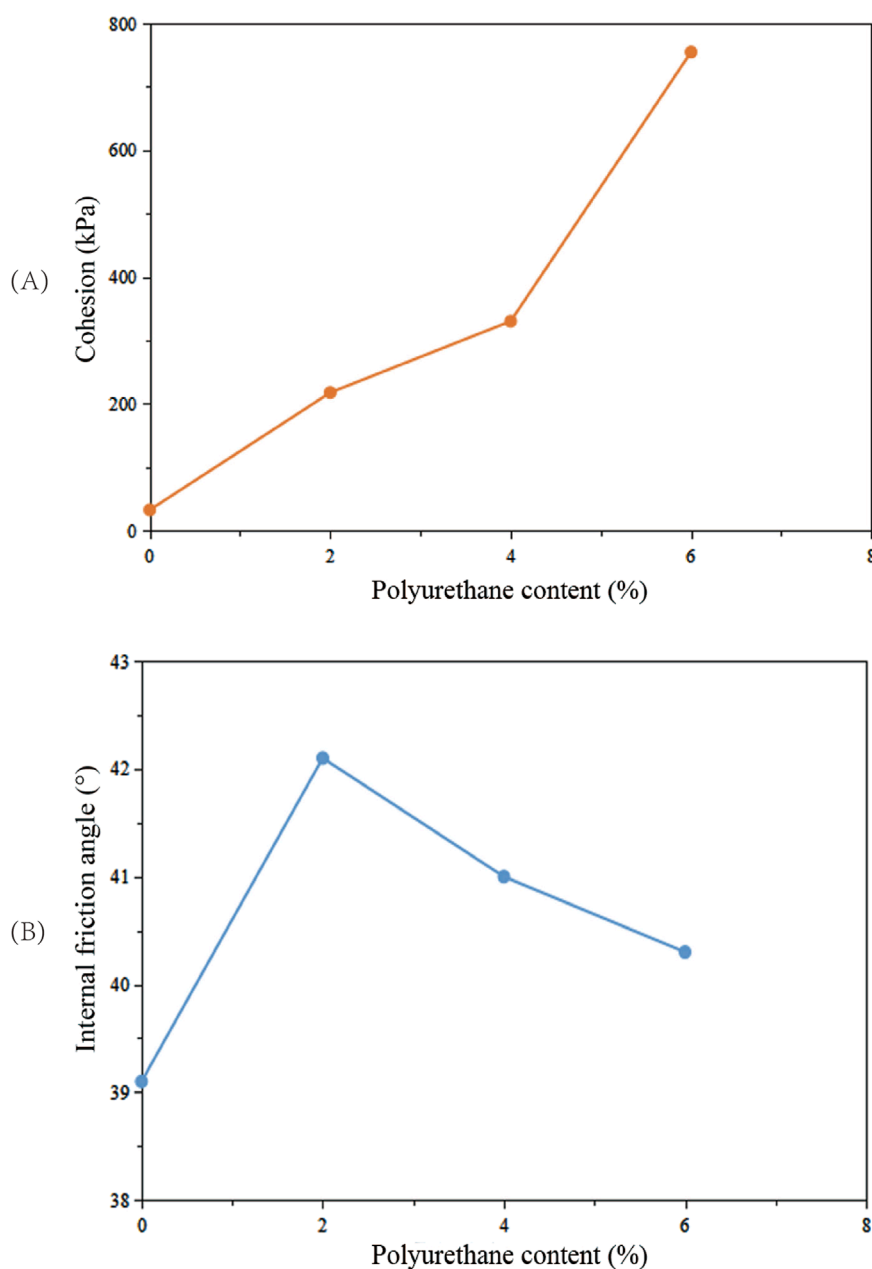 (A)
Cohesion (kPa)
800
600
400
200
0
0 2 4 6 8
Polyurethane content (%)
(B)
Internal friction angle (°)
43
42
41
40
39
38
0 2 4 6 8
Polyurethane content (%)